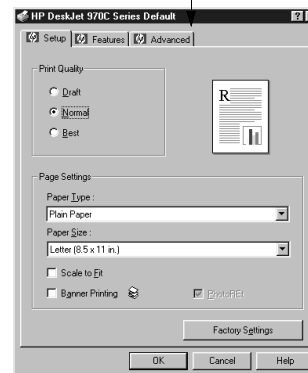 HP DeskJet 970C Series Default
Setup Features Advanced
Print Quality
Draft
Normal
Best
R
Page Settings
Paper Type :
Plain Paper
Paper Size :
Letter (8.5 x 11 in.)
Scale to Fit
Banner Printing
PhotoREt
Factory Settings
OK Cancel Help